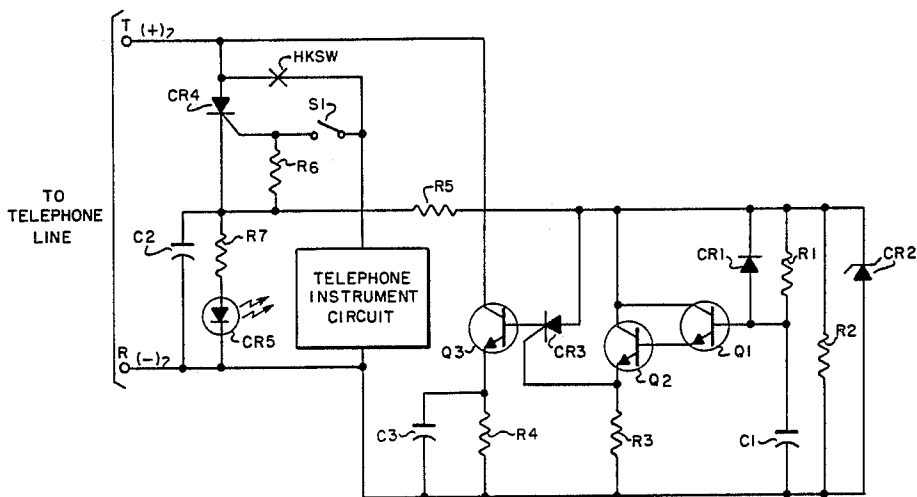 T (+)
HKSW
CR4
S1
R6
TO
TELEPHONE
LINE
R5
C2
R7
CR1
R1
CR2
TELEPHONE
INSTRUMENT
CIRCUIT
CR5
Q3
CR3
Q2
Q1
R2
R (-)
C3
R4
R3
C1